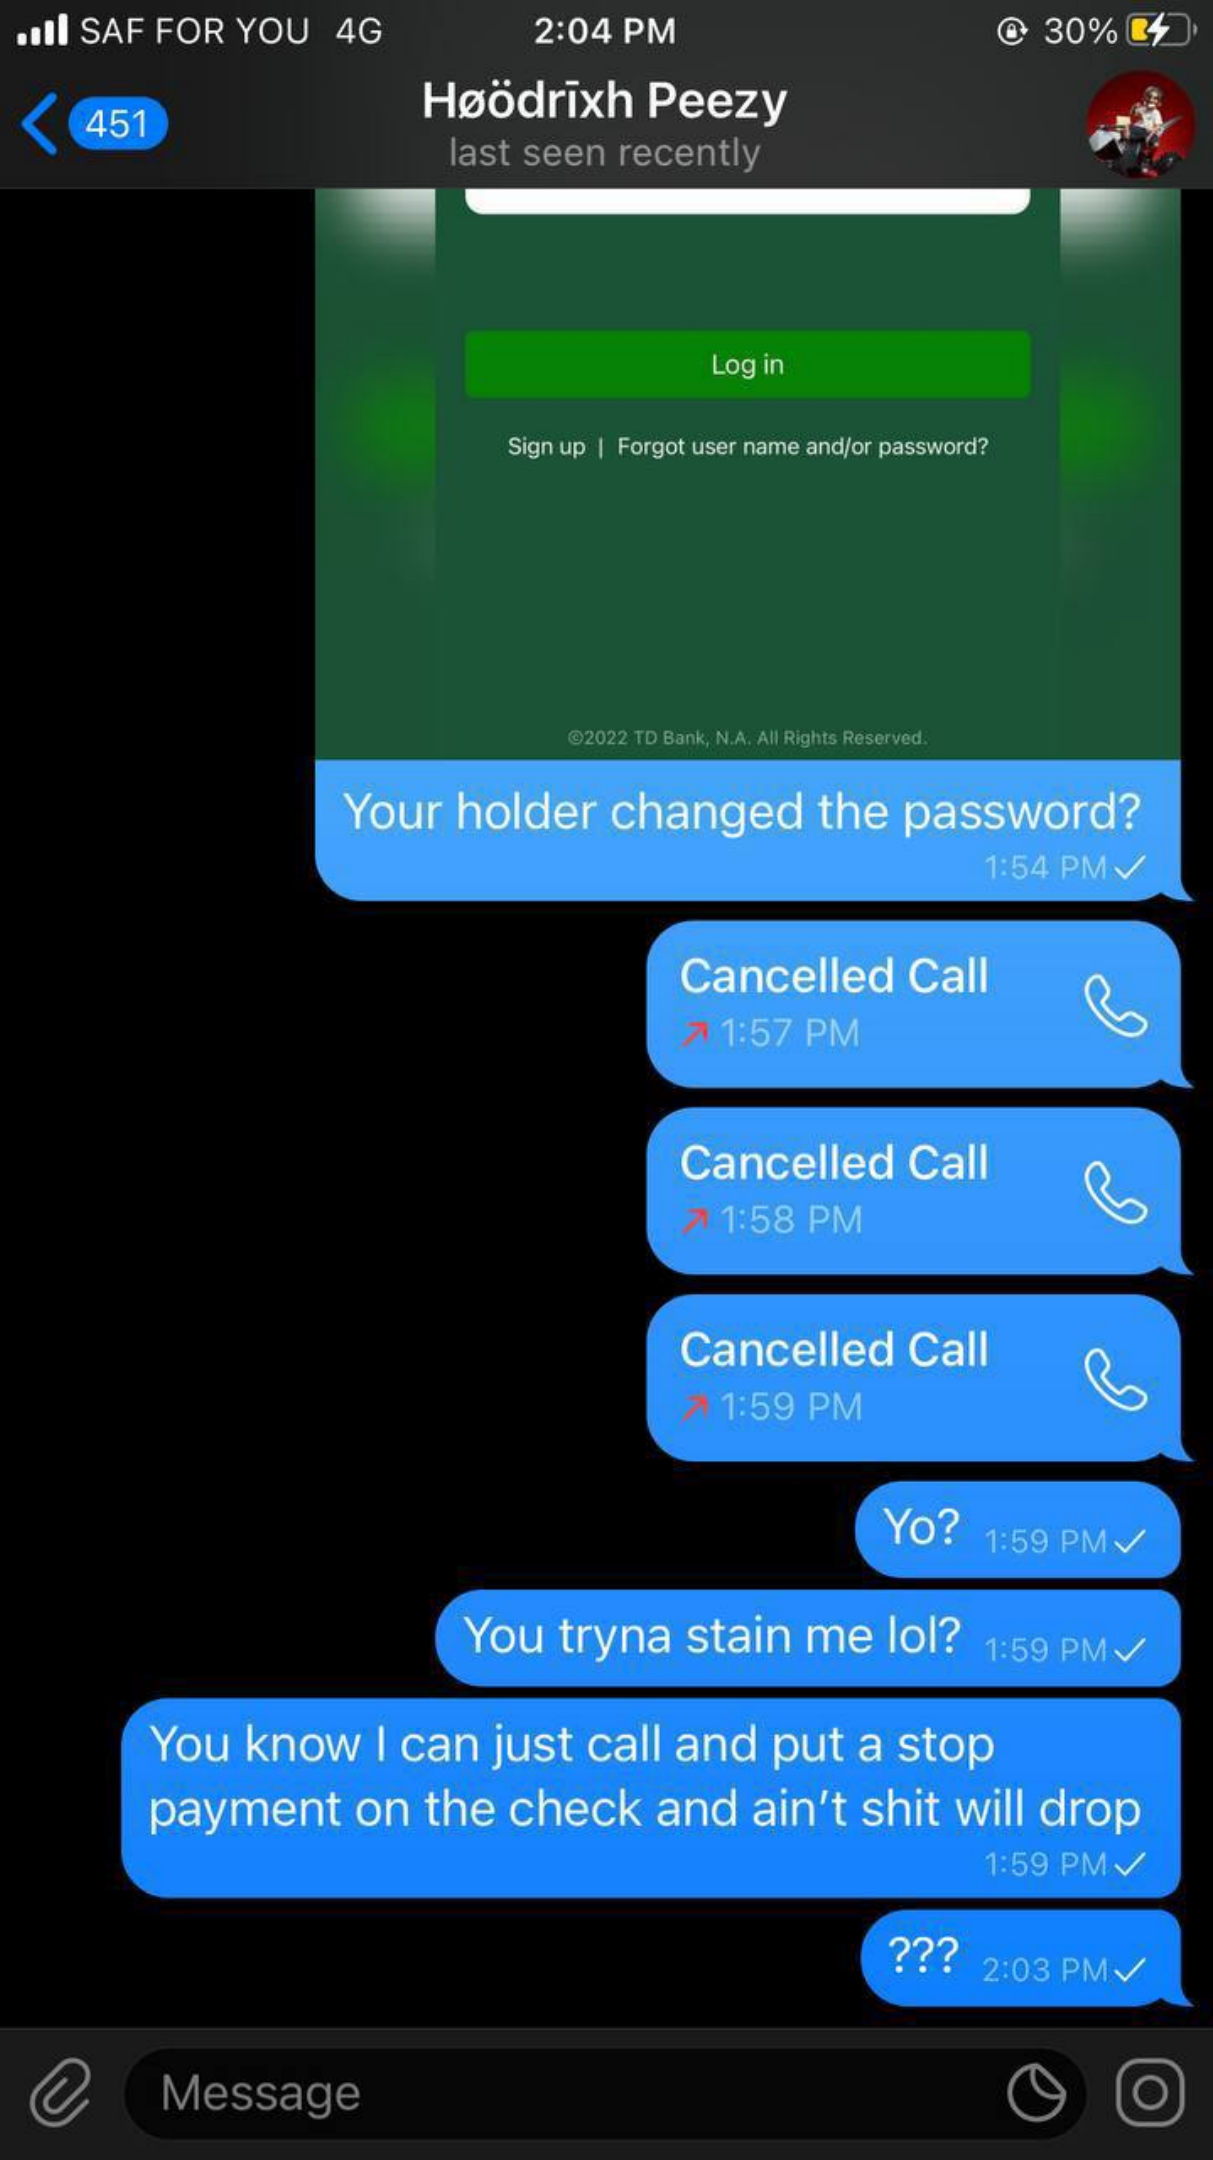 SAF FOR YOU 4G 2:04 PM 30%
451 Høödrīxh Peezy
last seen recently
Log in
Sign up | Forgot user name and/or password?
©2022 TD Bank, N.A. All Rights Reserved.
Your holder changed the password?
1:54 PM
Cancelled Call
1:57 PM
Cancelled Call
1:58 PM
Cancelled Call
1:59 PM
Yo? 1:59 PM
You tryna stain me lol? 1:59 PM
You know I can just call and put a stop
payment on the check and ain't shit will drop
1:59 PM
??? 2:03 PM
Message